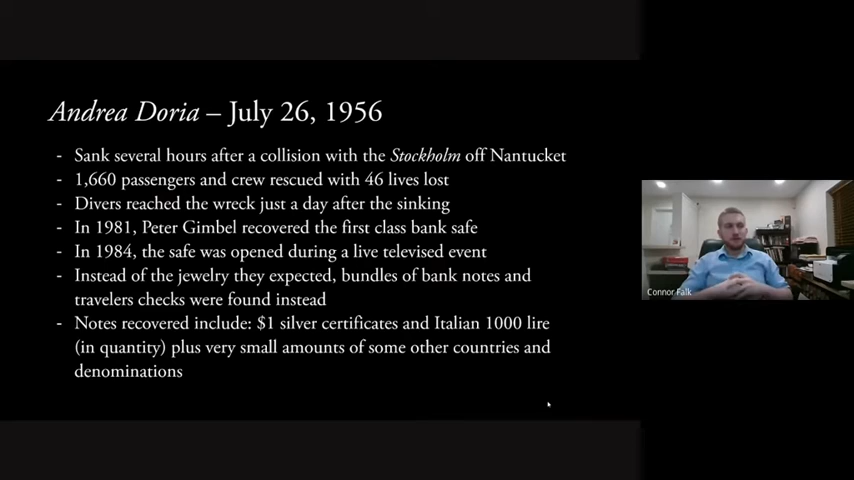 Andrea Doria – July 26, 1956
- Sank several hours after a collision with the Stockholm off Nantucket
- 1,660 passengers and crew rescued with 46 lives lost
- Divers reached the wreck just a day after the sinking
- In 1981, Peter Gimbel recovered the first class bank safe
- In 1984, the safe was opened during a live televised event
- Instead of the jewelry they expected, bundles of bank notes and
travelers checks were found instead
- Notes recovered include: $1 silver certificates and Italian 1000 lire
(in quantity) plus very small amounts of some other countries and
denominations
Connor Falk